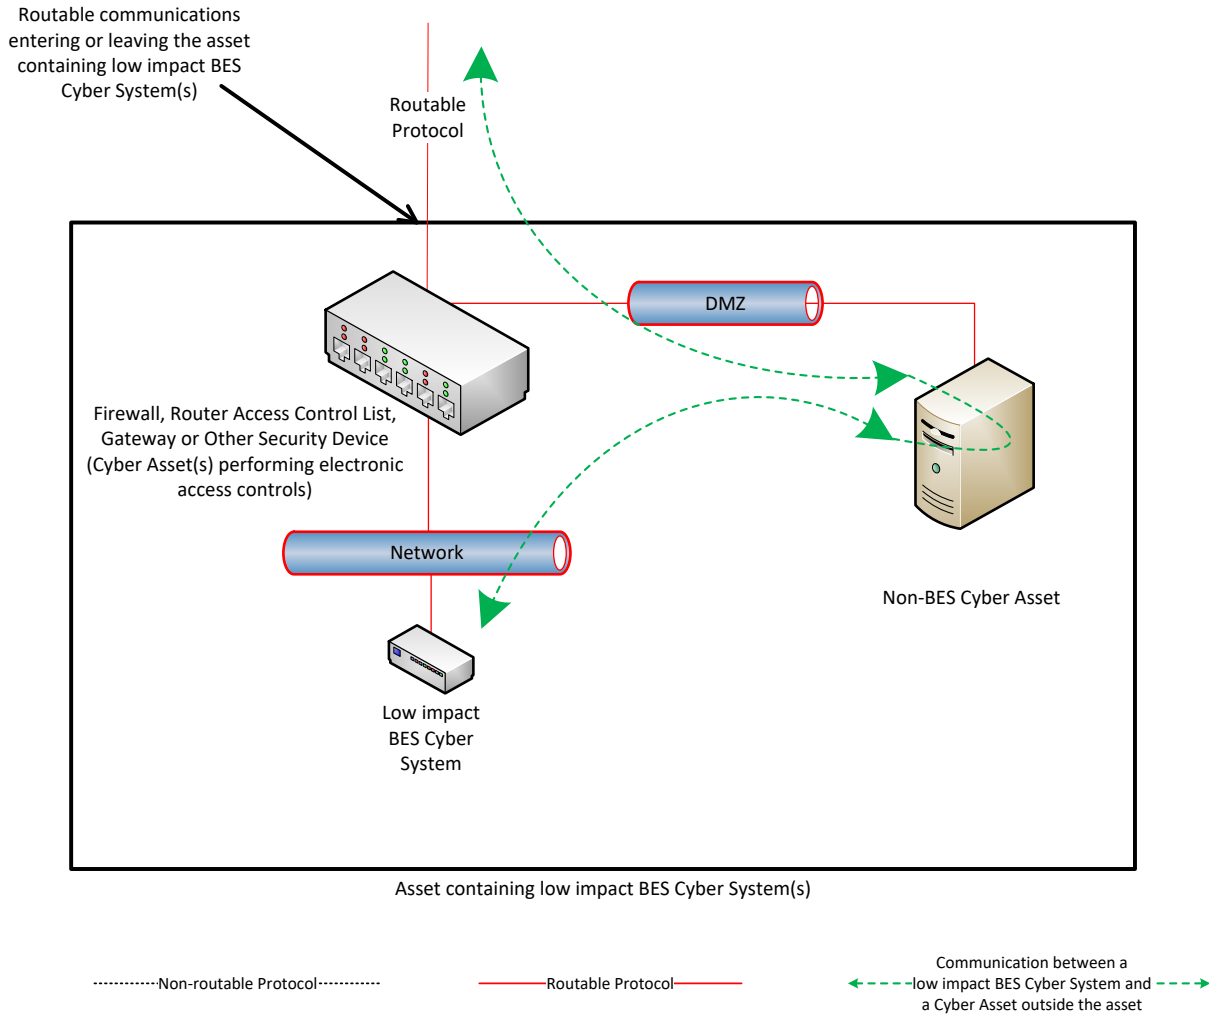 Routable communications
entering or leaving the asset
containing low impact BES
Cyber System(s)
Routable
Protocol
DMZ
Firewall, Router Access Control List,
Gateway or Other Security Device
(Cyber Asset(s) performing electronic
access controls)
Network
Non-BES Cyber Asset
Low impact
BES Cyber
System
Asset containing low impact BES Cyber System(s)
Non-routable Protocol
Routable Protocol
Communication between a
low impact BES Cyber System and
a Cyber Asset outside the asset